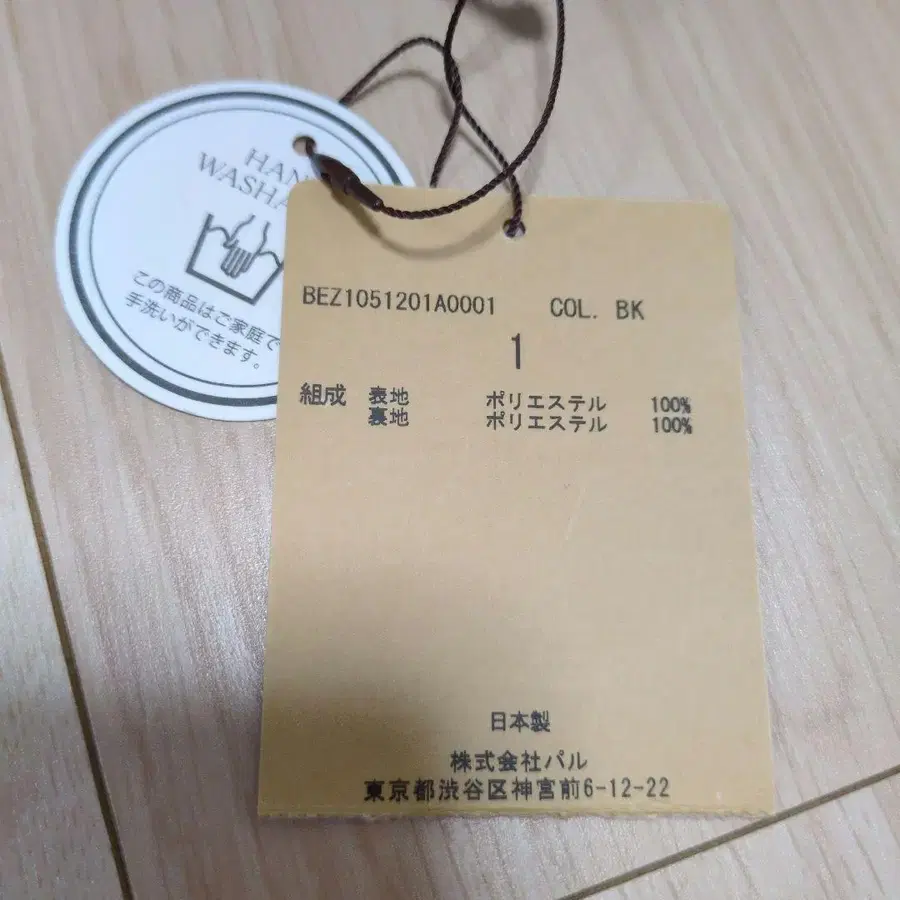 この商品はご家庭で
手洗いができます。
BEZ1051201A0001 COL. BK
1
組成 表地 ポリエステル 100%
裏地 ポリエステル 100%
日本製
株式会社パル
東京都渋谷区神宮前6-12-22